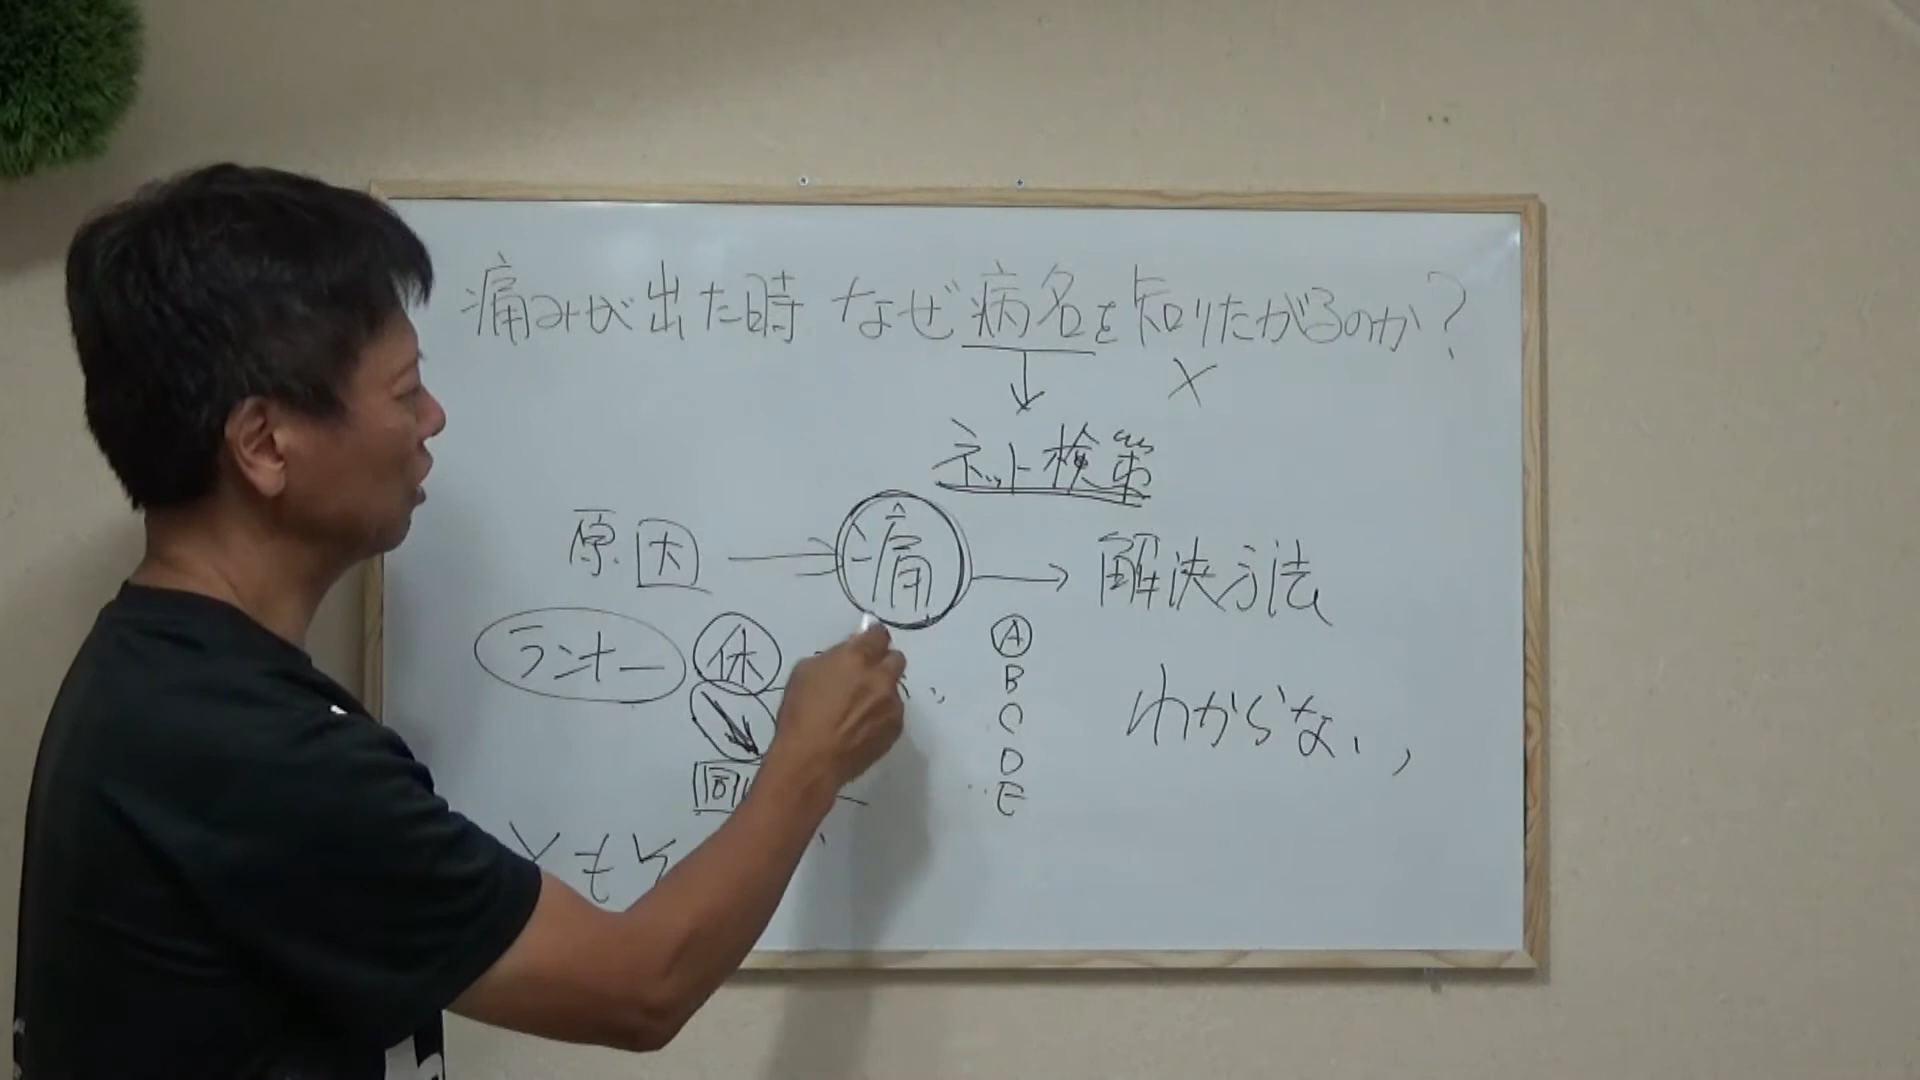 痛みが出た時 なぜ病名を知りたがるのか?
×
ネット検策
原因 → 痛 → 解決方法
ランナー 休
A
B
C
D
E
わからない,
回